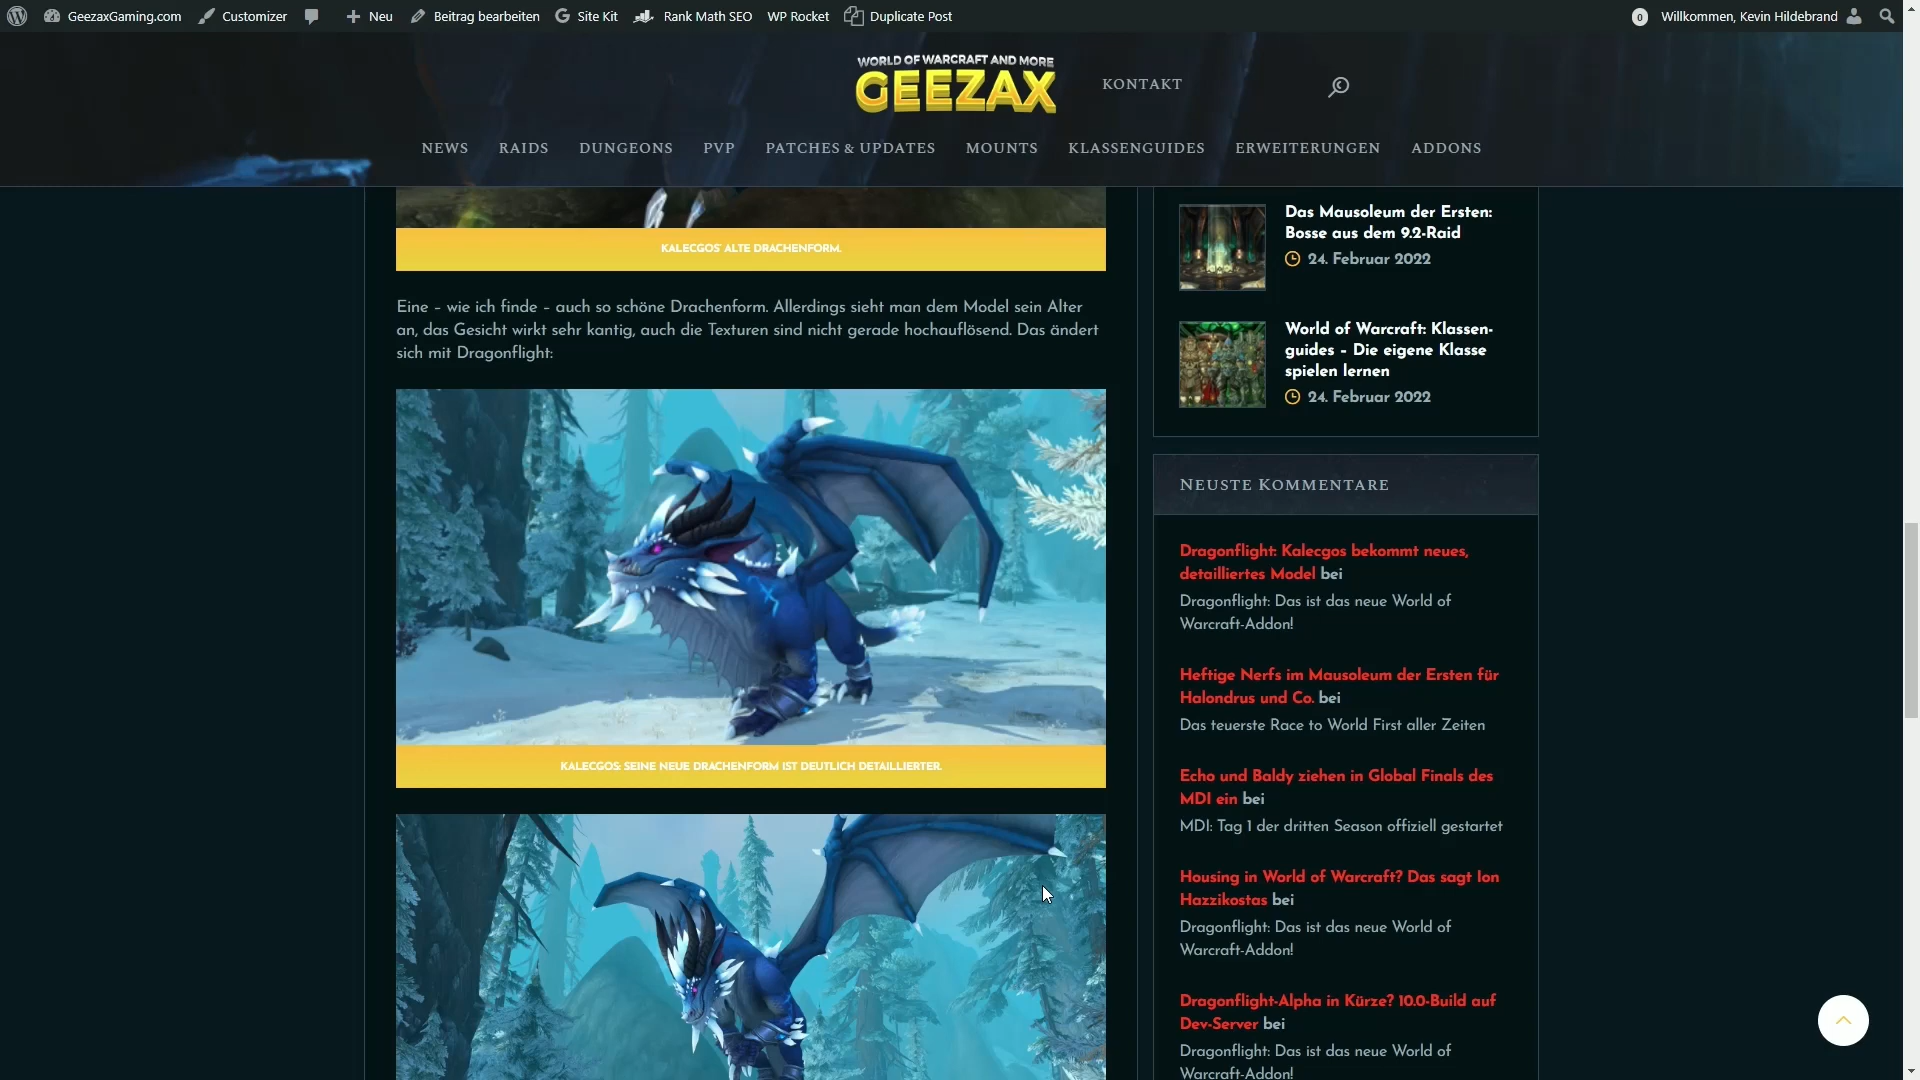 GeezaxGaming.com Customizer Neu Beitrag bearbeiten Site Kit Rank Math SEO WP Rocket Duplicate Post 0 Willkommen, Kevin Hildebrand
WORLD OF WARCRAFT AND MORE
GEEZAX
KONTAKT
NEWS RAIDS DUNGEONS PVP PATCHES & UPDATES MOUNTS KLASSENGUIDES ERWEITERUNGEN ADDONS
KALECGOS' ALTE DRACHENFORM.
Eine – wie ich finde – auch so schöne Drachenform. Allerdings sieht man dem Model sein Alter
an, das Gesicht wirkt sehr kantig, auch die Texturen sind nicht gerade hochauflösend. Das ändert
sich mit Dragonflight:
KALECGOS: SEINE NEUE DRACHENFORM IST DEUTLICH DETAILLIERTER.
Das Mausoleum der Ersten:
Bosse aus dem 9.2-Raid
24. Februar 2022
World of Warcraft: Klassen-
guides – Die eigene Klasse
spielen lernen
24. Februar 2022
Neuste Kommentare
Dragonflight: Kalecgos bekommt neues,
detailliertes Model bei
Dragonflight: Das ist das neue World of
Warcraft-Addon!
Heftige Nerfs im Mausoleum der Ersten für
Halondrus und Co. bei
Das teuerste Race to World First aller Zeiten
Echo und Baldy ziehen in Global Finals des
MDI ein bei
MDI: Tag 1 der dritten Season offiziell gestartet
Housing in World of Warcraft? Das sagt Ion
Hazzikostas bei
Dragonflight: Das ist das neue World of
Warcraft-Addon!
Dragonflight-Alpha in Kürze? 10.0-Build auf
Dev-Server bei
Dragonflight: Das ist das neue World of
Warcraft-Addon!